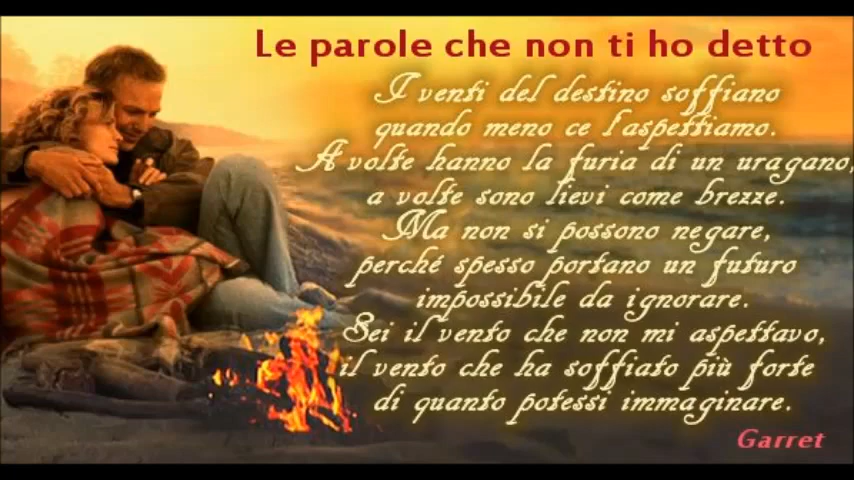 Le parole che non ti ho detto
I venti del destino soffiano
quando meno ce l'aspettiamo.
A volte hanno la furia di un uragano,
a volte sono lievi come brezze.
Ma non si possono negare,
perché spesso portano un futuro
impossibile da ignorare.
Sei il vento che non mi aspettavo,
il vento che ha soffiato più forte
di quanto potessi immaginare.
Garret